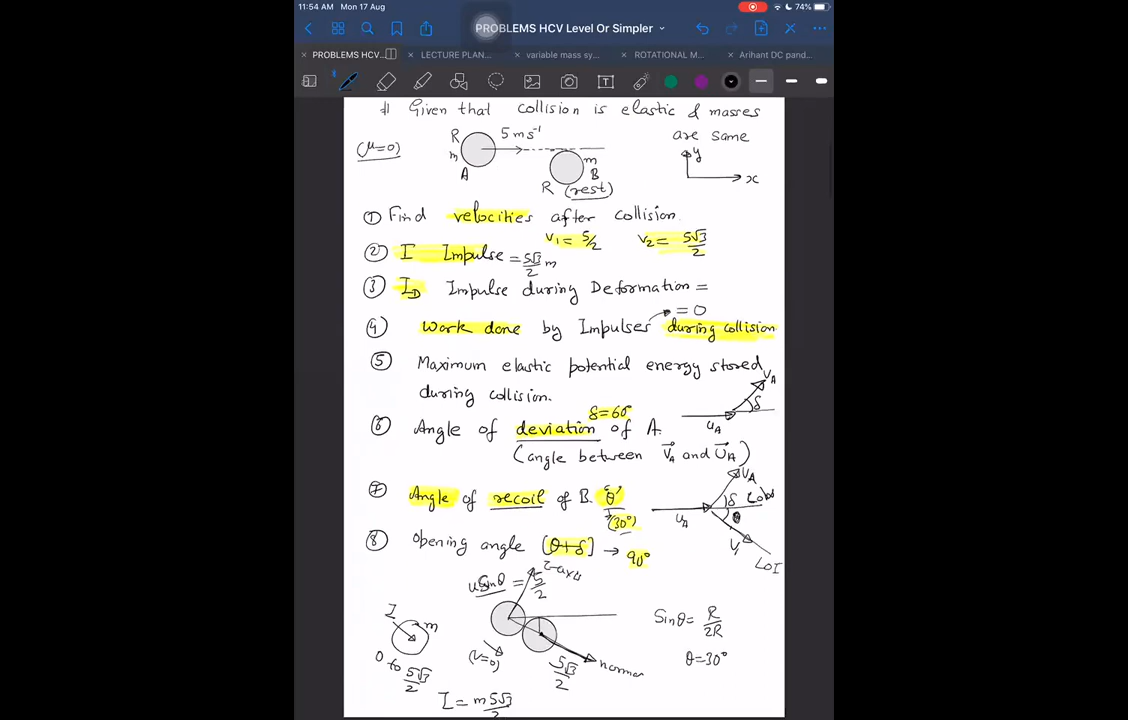 11:54 AM Mon 17 Aug
74%
PROBLEMS HCV Level Or Simpler
PROBLEMS HCV...
LECTURE PLAN...
variable mass sy...
ROTATIONAL M...
Arihant DC pand...
# Given that collision is elastic & masses
are same
(μ=0)
R
m
A
5 ms⁻¹
m
B
R (rest)
y
x
① Find velocities after collision.
V₁ = 5/2 V₂ = 5√3/2
② I Impulse = 5√3/2 m
③ I_D Impulse during Deformation =
= 0
④ Work done by Impulses during collision
⑤ Maximum elastic potential energy stored
during collision.
V_A
δ
u_A
δ=60°
⑥ Angle of deviation of A.
(angle between V_A and U_A)
⑦ Angle of recoil of B. 'θ'
(30°)
V_A
δ
u_A
θ
LOI
⑧ Opening angle [θ+δ] → 90°
u sinθ = 5/2
I
m
0 to 5√3/2
(v=0)
5√3/2
Sinθ = R/2R
θ=30°
I = m5√3/2